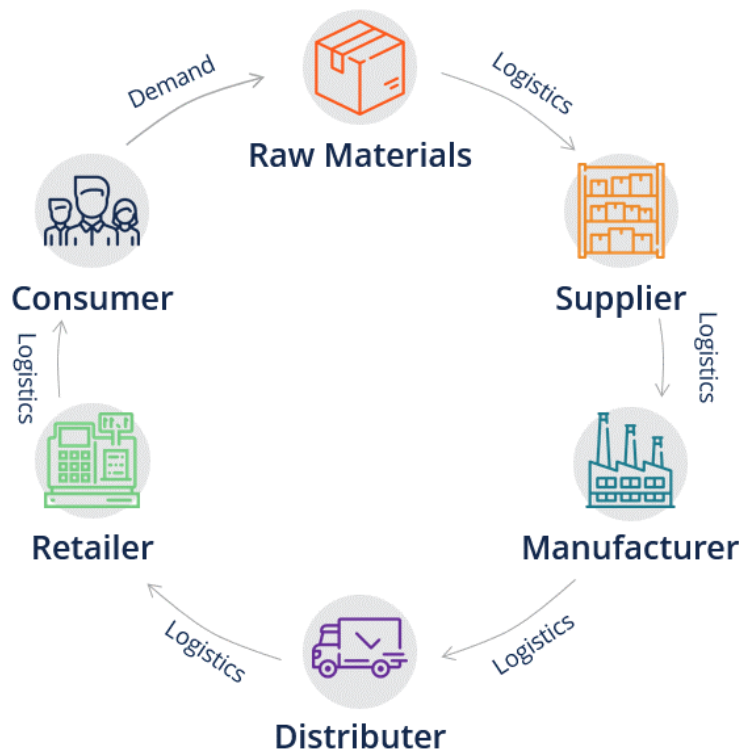 Demand
Logistics
Raw Materials
Consumer
Supplier
Logistics
Logistics
Retailer
Manufacturer
Logistics
Logistics
Distributer